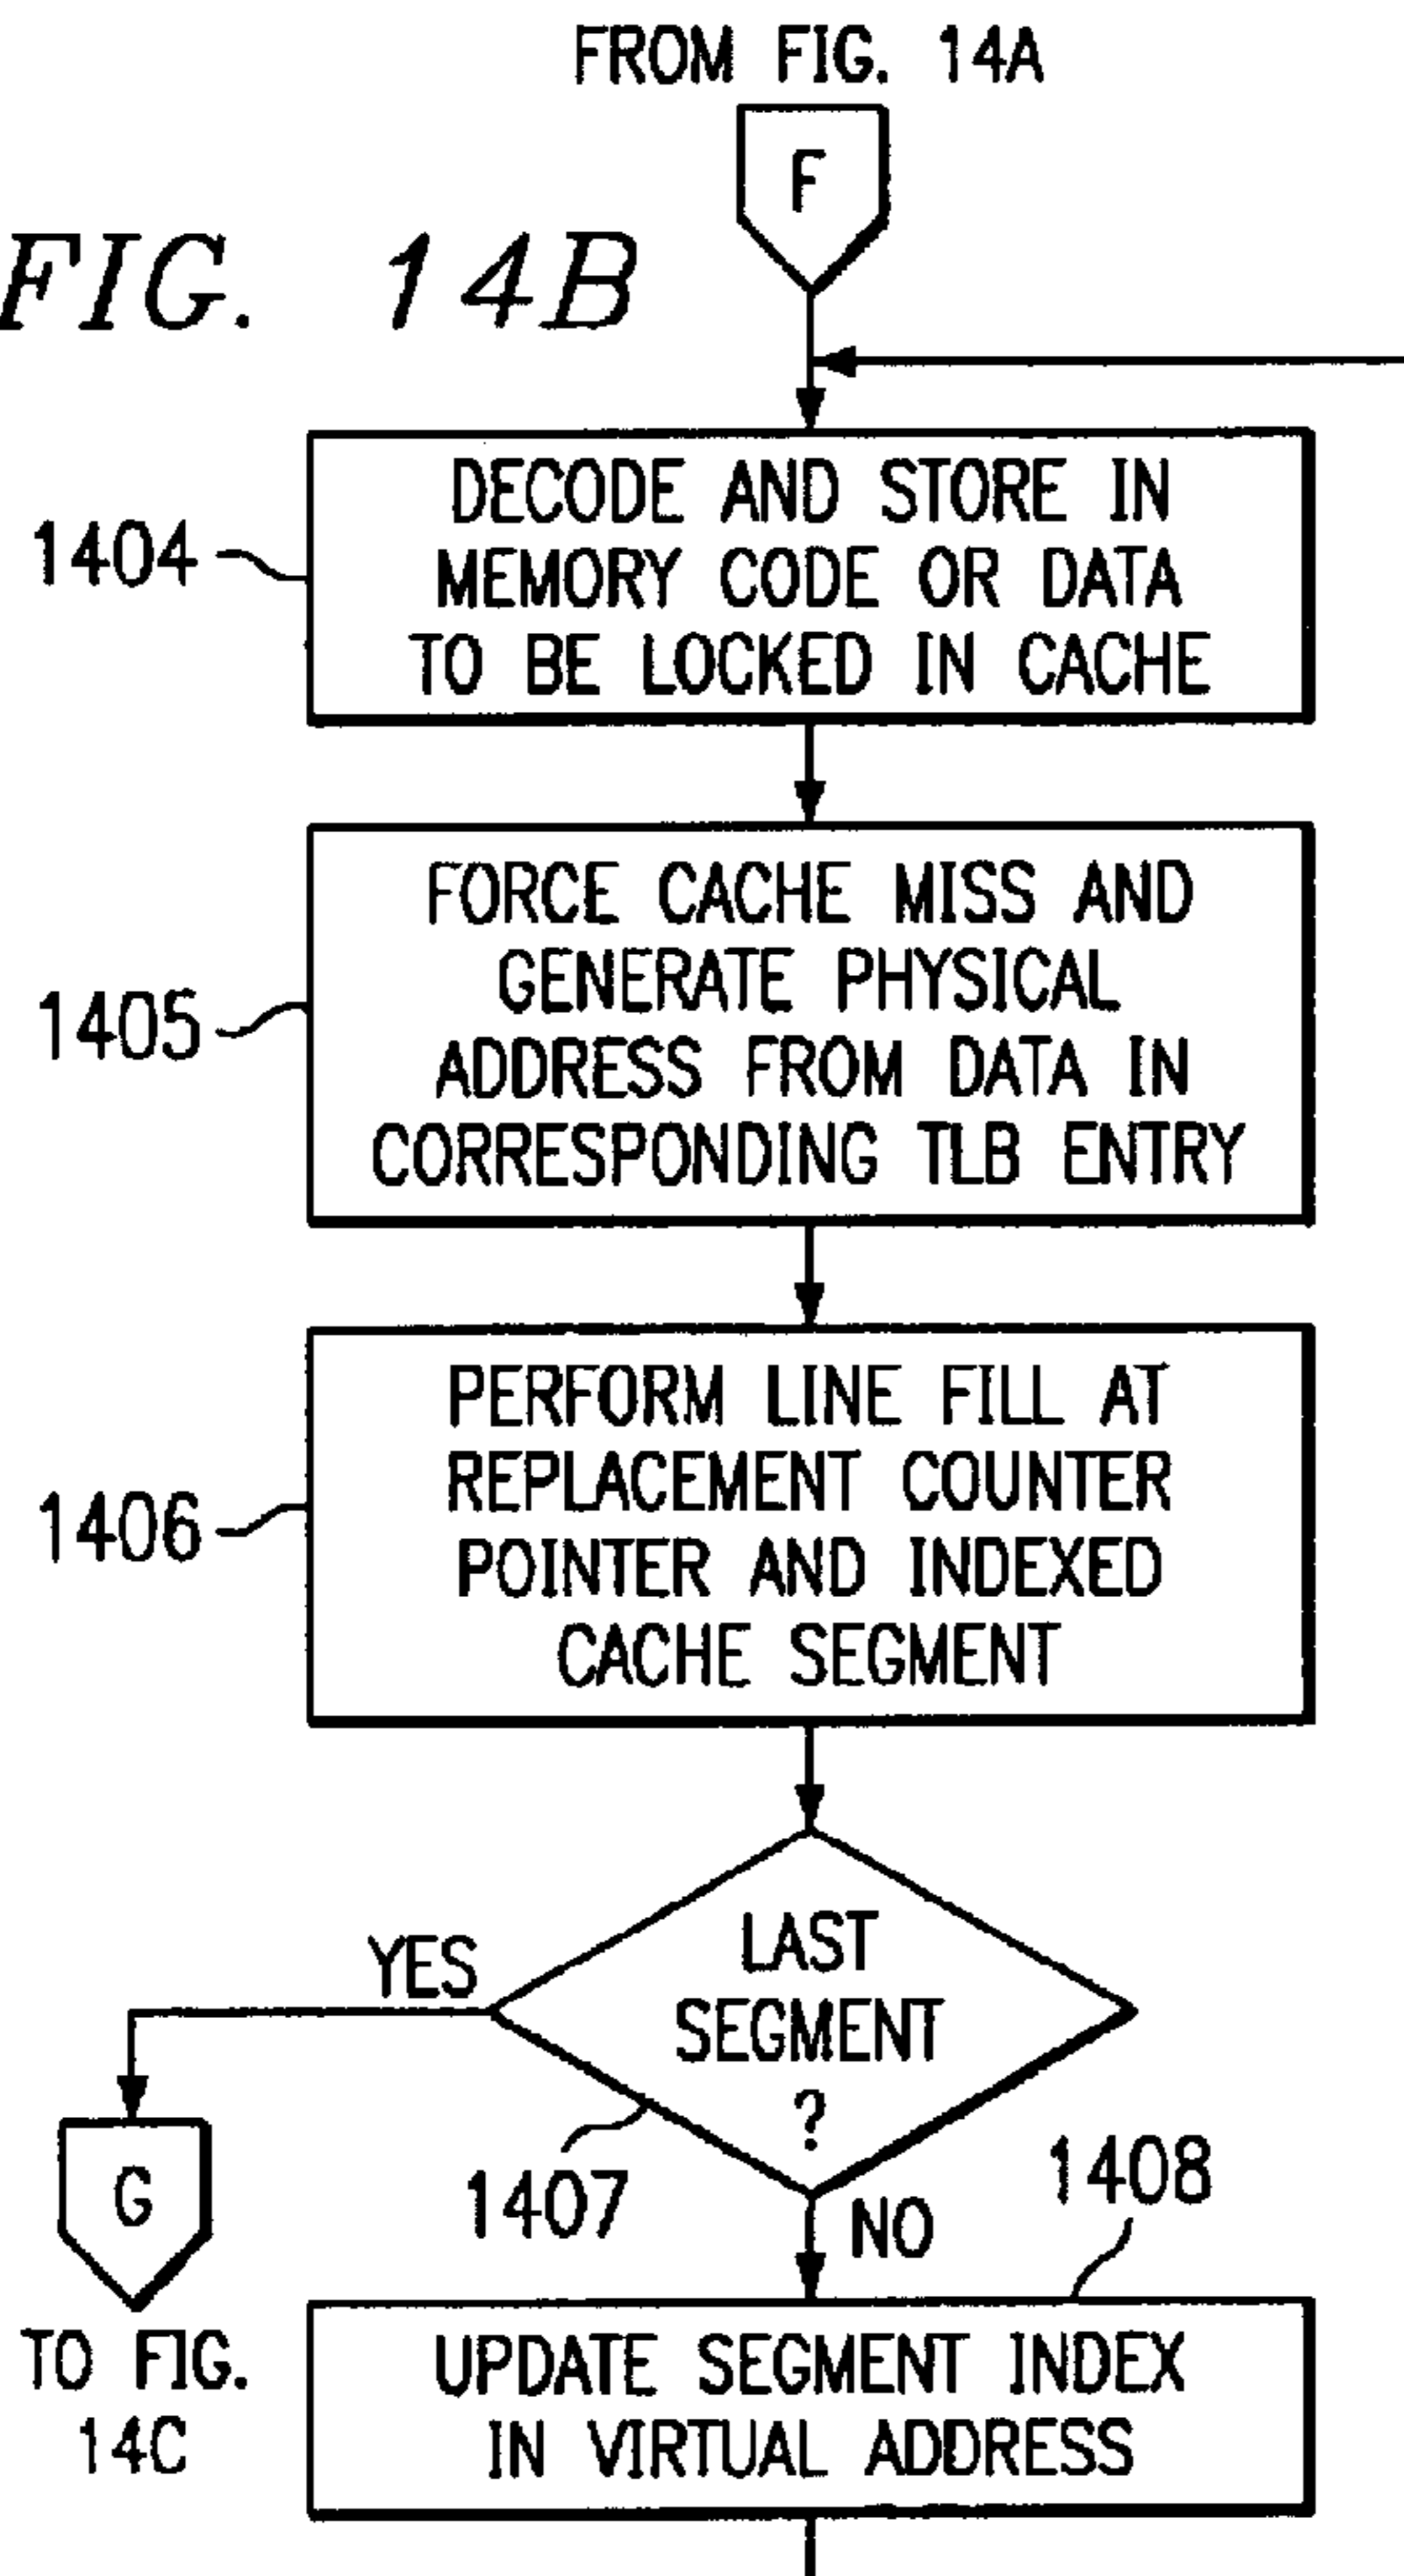 FROM FIG. 14A
F
FIG. 14B
1404
DECODE AND STORE IN
MEMORY CODE OR DATA
TO BE LOCKED IN CACHE
1405
FORCE CACHE MISS AND
GENERATE PHYSICAL
ADDRESS FROM DATA IN
CORRESPONDING TLB ENTRY
1406
PERFORM LINE FILL AT
REPLACEMENT COUNTER
POINTER AND INDEXED
CACHE SEGMENT
YES
LAST
SEGMENT
?
1407
NO
1408
G
TO FIG.
14C
UPDATE SEGMENT INDEX
IN VIRTUAL ADDRESS